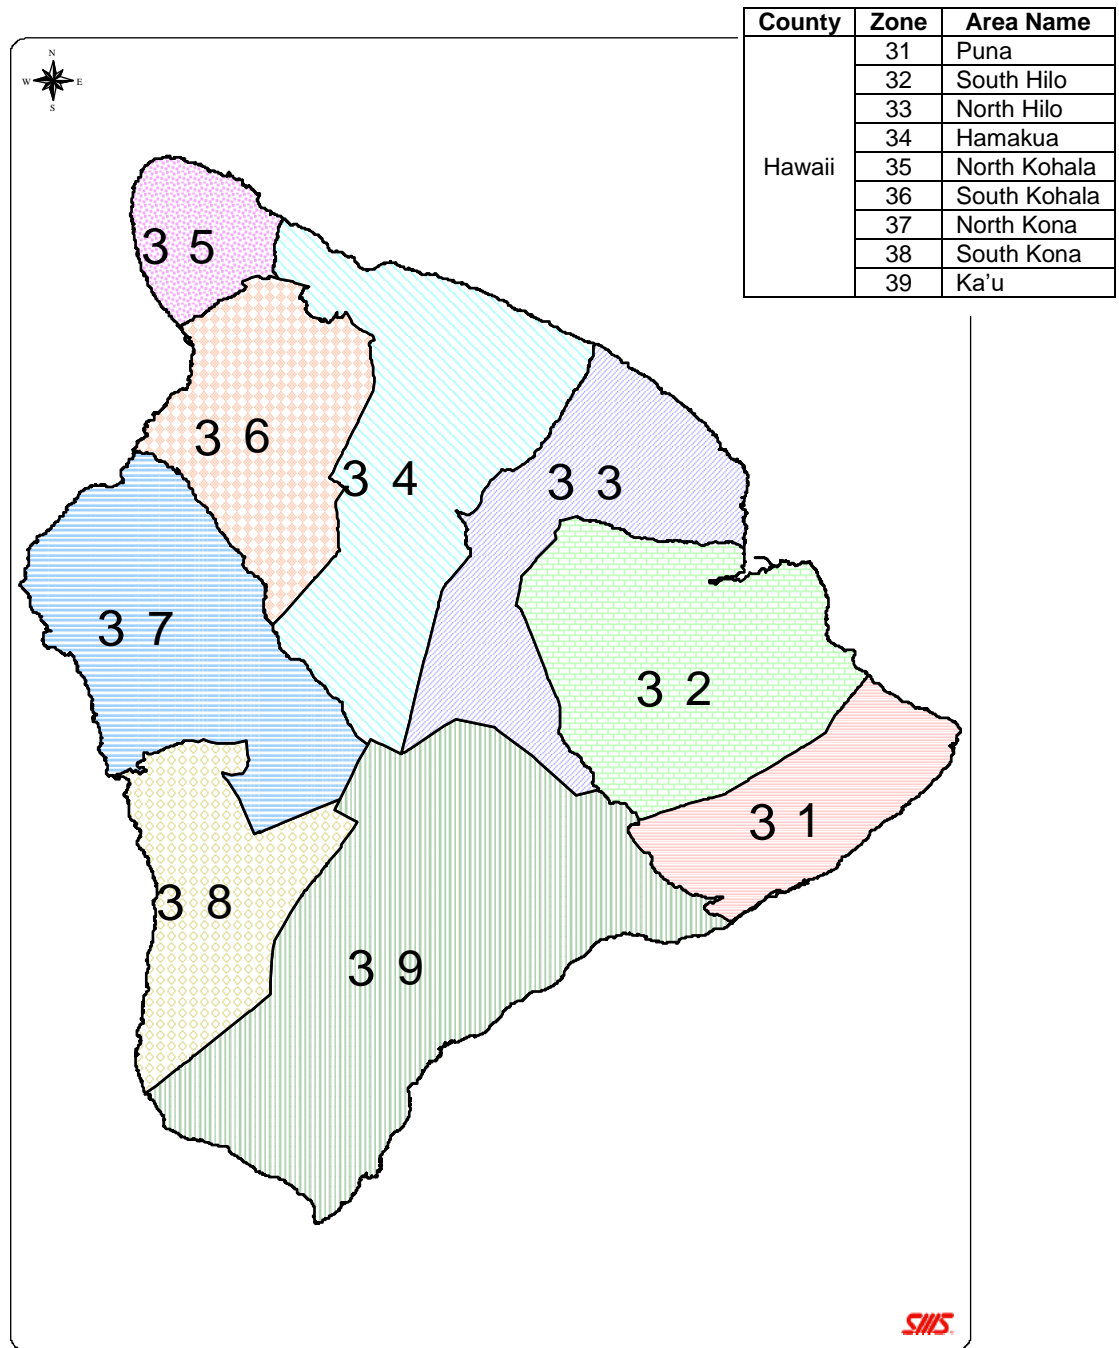 County Zone Area Name
Hawaii
31 Puna
32 South Hilo
33 North Hilo
34 Hamakua
35 North Kohala
36 South Kohala
37 North Kona
38 South Kona
39 Ka'u
N
W E
S
3 5
3 6
3 4
3 3
3 7
3 2
3 1
3 8
3 9
SMS